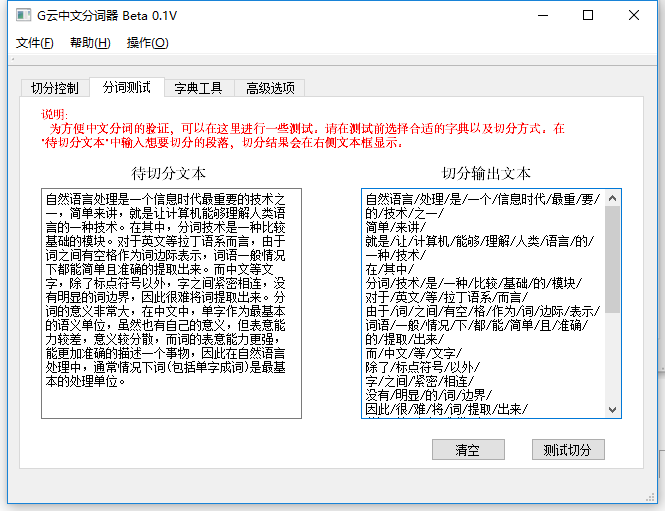 G云中文分词器 Beta 0.1V
文件(F) 帮助(H) 操作(O)
切分控制 分词测试 字典工具 高级选项
说明:
为方便中文分词的验证，可以在这里进行一些测试。请在测试前选择合适的字典以及切分方式。在
"待切分文本"中输入想要切分的段落，切分结果会在右侧文本框显示。
待切分文本
自然语言处理是一个信息时代最重要的技术之
一，简单来讲，就是让计算机能够理解人类语
言的一种技术。在其中，分词技术是一种比较
基础的模块。对于英文等拉丁语系而言，由于
词之间有空格作为词边际表示，词语一般情况
下都能简单且准确的提取出来。而中文等文
字，除了标点符号以外，字之间紧密相连，没
有明显的词边界，因此很难将词提取出来。分
词的意义非常大，在中文中，单字作为最基本
的语义单位，虽然也有自己的意义，但表意能
力较差，意义较分散，而词的表意能力更强，
能更加准确的描述一个事物，因此在自然语言
处理中，通常情况下词(包括单字成词)是最基
本的处理单位。
切分输出文本
自然语言/处理/是/一个/信息时代/最重/要/
的/技术/之一/
简单/来讲/
就是/让/计算机/能够/理解/人类/语言/的/
一种/技术/
在/其中/
分词/技术/是/一种/比较/基础/的/模块/
对于/英文/等/拉丁语系/而言/
由于/词/之间/有空/格/作为/词/边际/表示/
词语/一般/情况/下/都/能/简单/且/准确/
的/提取/出来/
而/中文/等/文字/
除了/标点符号/以外/
字/之间/紧密/相连/
没有/明显/的/词/边界/
因此/很/难/将/词/提取/出来/
清空 测试切分